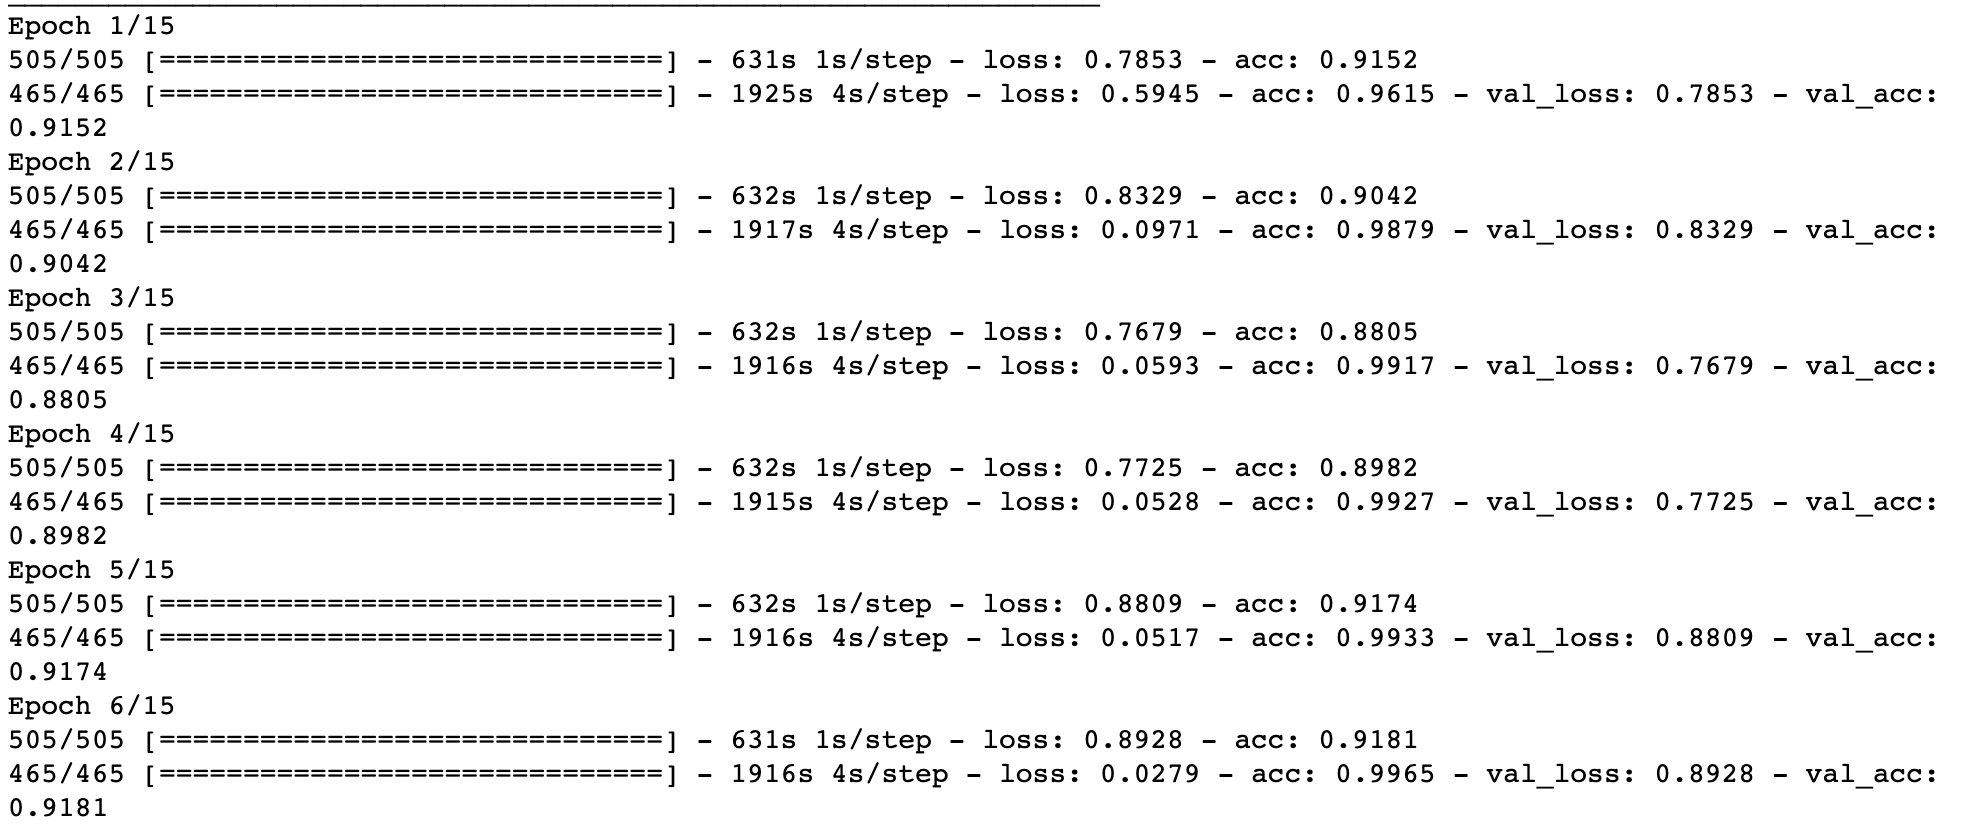 Epoch 1/15
505/505 [==============================] - 631s 1s/step - loss: 0.7853 - acc: 0.9152
465/465 [==============================] - 1925s 4s/step - loss: 0.5945 - acc: 0.9615 - val_loss: 0.7853 - val_acc:
0.9152
Epoch 2/15
505/505 [==============================] - 632s 1s/step - loss: 0.8329 - acc: 0.9042
465/465 [==============================] - 1917s 4s/step - loss: 0.0971 - acc: 0.9879 - val_loss: 0.8329 - val_acc:
0.9042
Epoch 3/15
505/505 [==============================] - 632s 1s/step - loss: 0.7679 - acc: 0.8805
465/465 [==============================] - 1916s 4s/step - loss: 0.0593 - acc: 0.9917 - val_loss: 0.7679 - val_acc:
0.8805
Epoch 4/15
505/505 [==============================] - 632s 1s/step - loss: 0.7725 - acc: 0.8982
465/465 [==============================] - 1915s 4s/step - loss: 0.0528 - acc: 0.9927 - val_loss: 0.7725 - val_acc:
0.8982
Epoch 5/15
505/505 [==============================] - 632s 1s/step - loss: 0.8809 - acc: 0.9174
465/465 [==============================] - 1916s 4s/step - loss: 0.0517 - acc: 0.9933 - val_loss: 0.8809 - val_acc:
0.9174
Epoch 6/15
505/505 [==============================] - 631s 1s/step - loss: 0.8928 - acc: 0.9181
465/465 [==============================] - 1916s 4s/step - loss: 0.0279 - acc: 0.9965 - val_loss: 0.8928 - val_acc:
0.9181